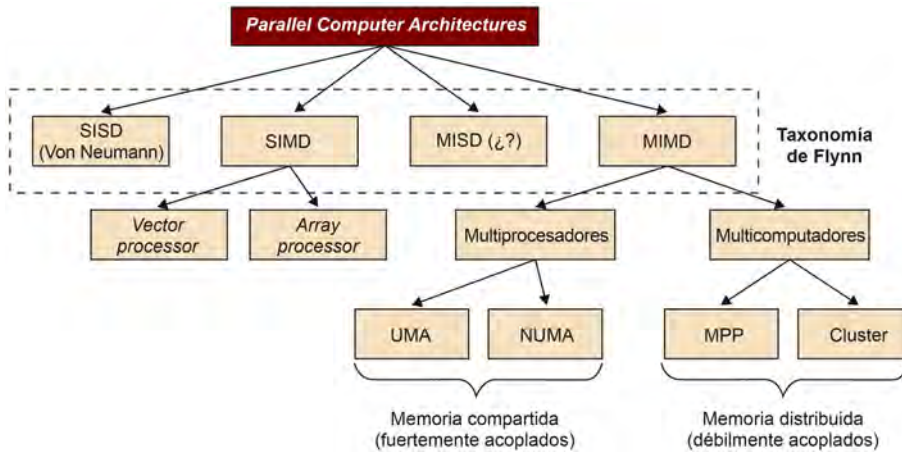 Parallel Computer Architectures
SISD
(Von Neumann)
SIMD
MISD (¿?)
MIMD
Taxonomía
de Flynn
Vector
processor
Array
processor
Multiprocesadores
Multicomputadores
UMA
NUMA
MPP
Cluster
Memoria compartida
(fuertemente acoplados)
Memoria distribuida
(débilmente acoplados)